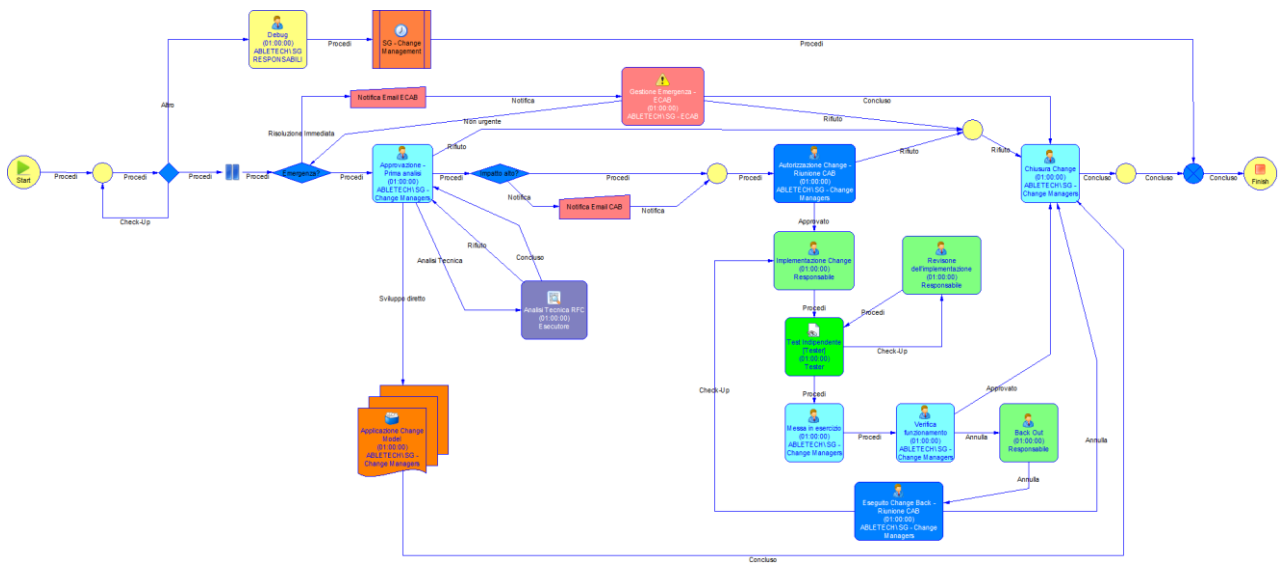 Debug
(01:00:00)
ABLETECH\SG
RESPONSABILI
Procedi
SG - Change
Management
Procedi
Altro
Notifica Email ECAB
Notifica
Gestione Emergenza -
ECAB
(01:00:00)
ABLETECH\SG - ECAB
Concluso
Rifiuto
Non urgente
Risoluzione Immediata
Start
Procedi
Procedi
Procedi
Procedi
Check-Up
Emergenza?
Procedi
Approvazione -
Prima analisi
(01:00:00)
ABLETECH\SG -
Change Managers
Rifiuto
Procedi
Impatto alto?
Procedi
Notifica
Notifica Email CAB
Notifica
Procedi
Autorizzazione Change -
Riunione CAB
(01:00:00)
ABLETECH\SG - Change
Managers
Rifiuto
Rifiuto
Chiusura Change
(01:00:00)
ABLETECH\SG -
Change Managers
Concluso
Concluso
Concluso
Finish
Approvato
Implementazione Change
(01:00:00)
Responsabile
Revisone
dell'implementazione
(01:00:00)
Responsabile
Analisi Tecnica
Rifiuto
Concluso
Analisi Tecnica RFC
(01:00:00)
Esecutore
Sviluppo diretto
Procedi
Procedi
Test Indipendente
[Tester]
(01:00:00)
Tester
Check-Up
Procedi
Check-Up
Approvato
Messa in esercizio
(01:00:00)
ABLETECH\SG -
Change Managers
Procedi
Verifica
funzionamento
(01:00:00)
ABLETECH\SG -
Change Managers
Annulla
Back Out
(01:00:00)
Responsabile
Annulla
Annulla
Applicazione Change
Model
(01:00:00)
ABLETECH\SG -
Change Managers
Eseguito Change Back -
Riunione CAB
(01:00:00)
ABLETECH\SG - Change
Managers
Concluso